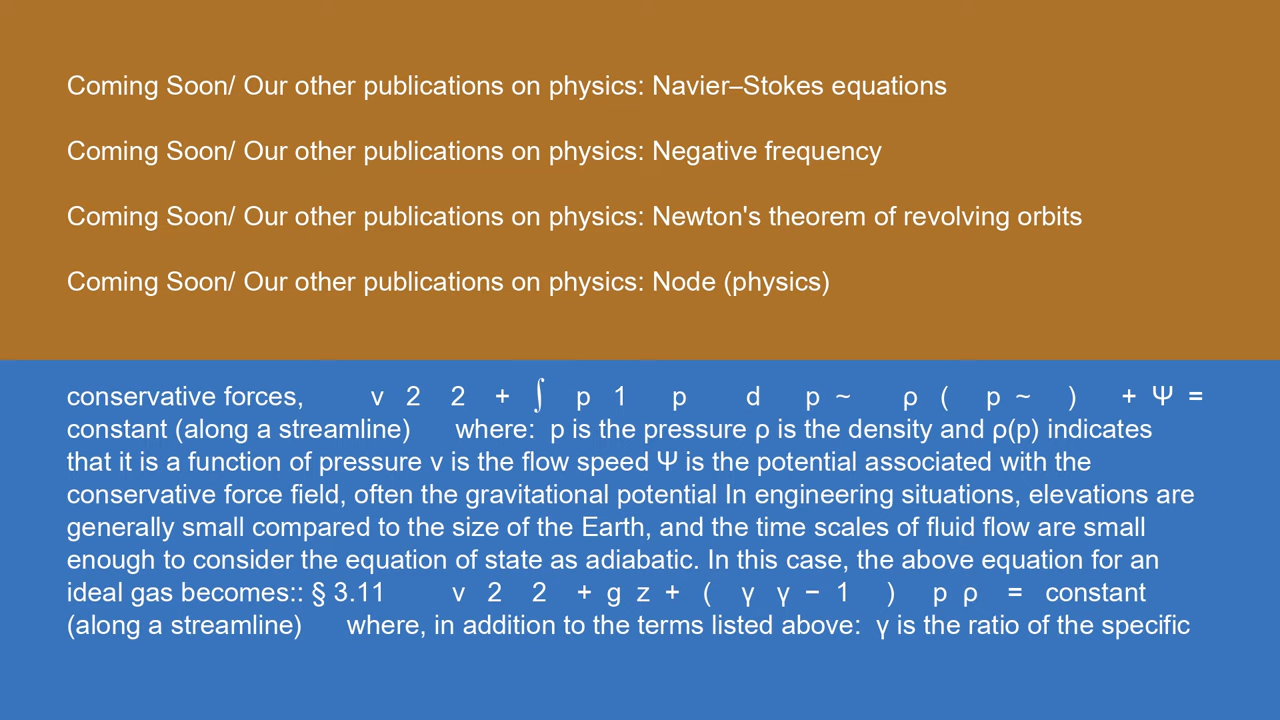 Coming Soon/ Our other publications on physics: Navier–Stokes equations
Coming Soon/ Our other publications on physics: Negative frequency
Coming Soon/ Our other publications on physics: Newton's theorem of revolving orbits
Coming Soon/ Our other publications on physics: Node (physics)
conservative forces, v 2 2 + ∫ p 1 p d p ~ ρ ( p ~ ) + Ψ =
constant (along a streamline) where: p is the pressure ρ is the density and ρ(p) indicates
that it is a function of pressure v is the flow speed Ψ is the potential associated with the
conservative force field, often the gravitational potential In engineering situations, elevations are
generally small compared to the size of the Earth, and the time scales of fluid flow are small
enough to consider the equation of state as adiabatic. In this case, the above equation for an
ideal gas becomes:: § 3.11 v 2 2 + g z + ( γ γ − 1 ) p ρ = constant
(along a streamline) where, in addition to the terms listed above: γ is the ratio of the specific